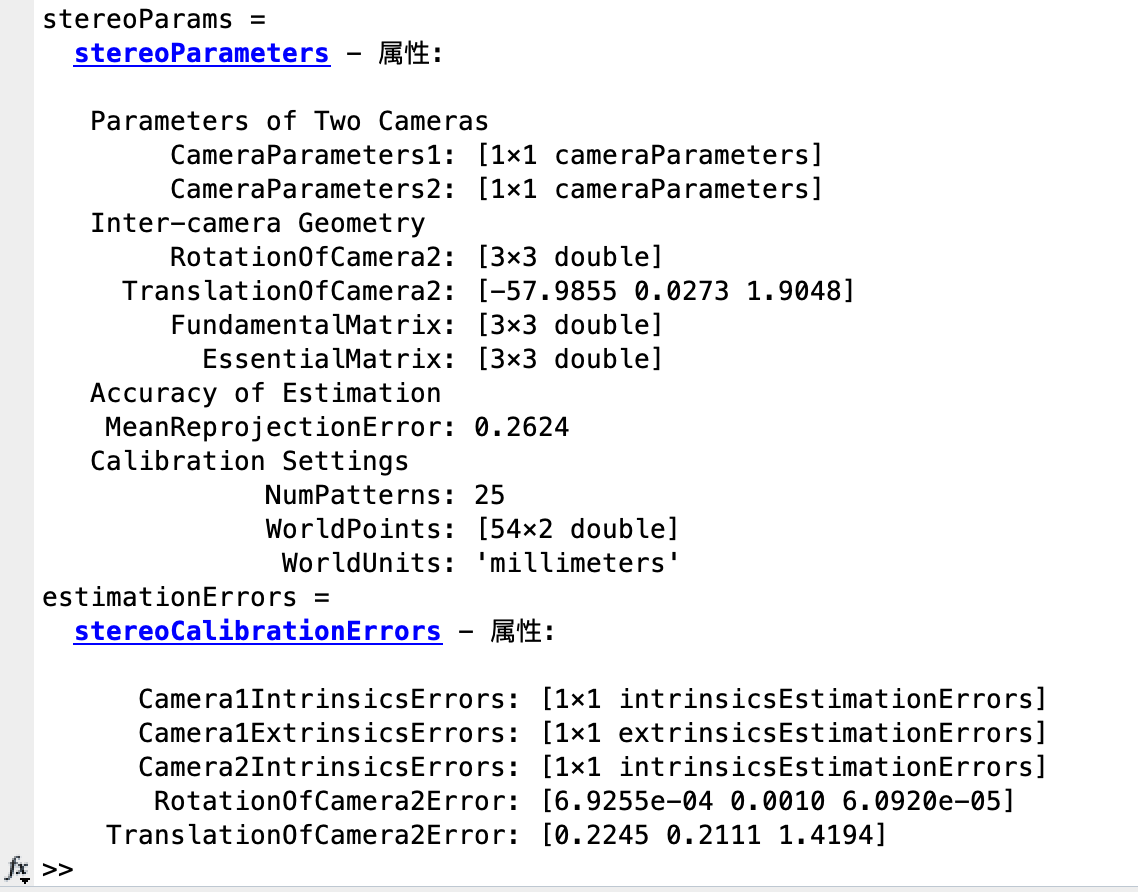 stereoParams =
stereoParameters - 属性:
Parameters of Two Cameras
CameraParameters1: [1×1 cameraParameters]
CameraParameters2: [1×1 cameraParameters]
Inter-camera Geometry
RotationOfCamera2: [3×3 double]
TranslationOfCamera2: [-57.9855 0.0273 1.9048]
FundamentalMatrix: [3×3 double]
EssentialMatrix: [3×3 double]
Accuracy of Estimation
MeanReprojectionError: 0.2624
Calibration Settings
NumPatterns: 25
WorldPoints: [54×2 double]
WorldUnits: 'millimeters'
estimationErrors =
stereoCalibrationErrors - 属性:
Camera1IntrinsicsErrors: [1×1 intrinsicsEstimationErrors]
Camera1ExtrinsicsErrors: [1×1 extrinsicsEstimationErrors]
Camera2IntrinsicsErrors: [1×1 intrinsicsEstimationErrors]
RotationOfCamera2Error: [6.9255e-04 0.0010 6.0920e-05]
TranslationOfCamera2Error: [0.2245 0.2111 1.4194]
fx >>